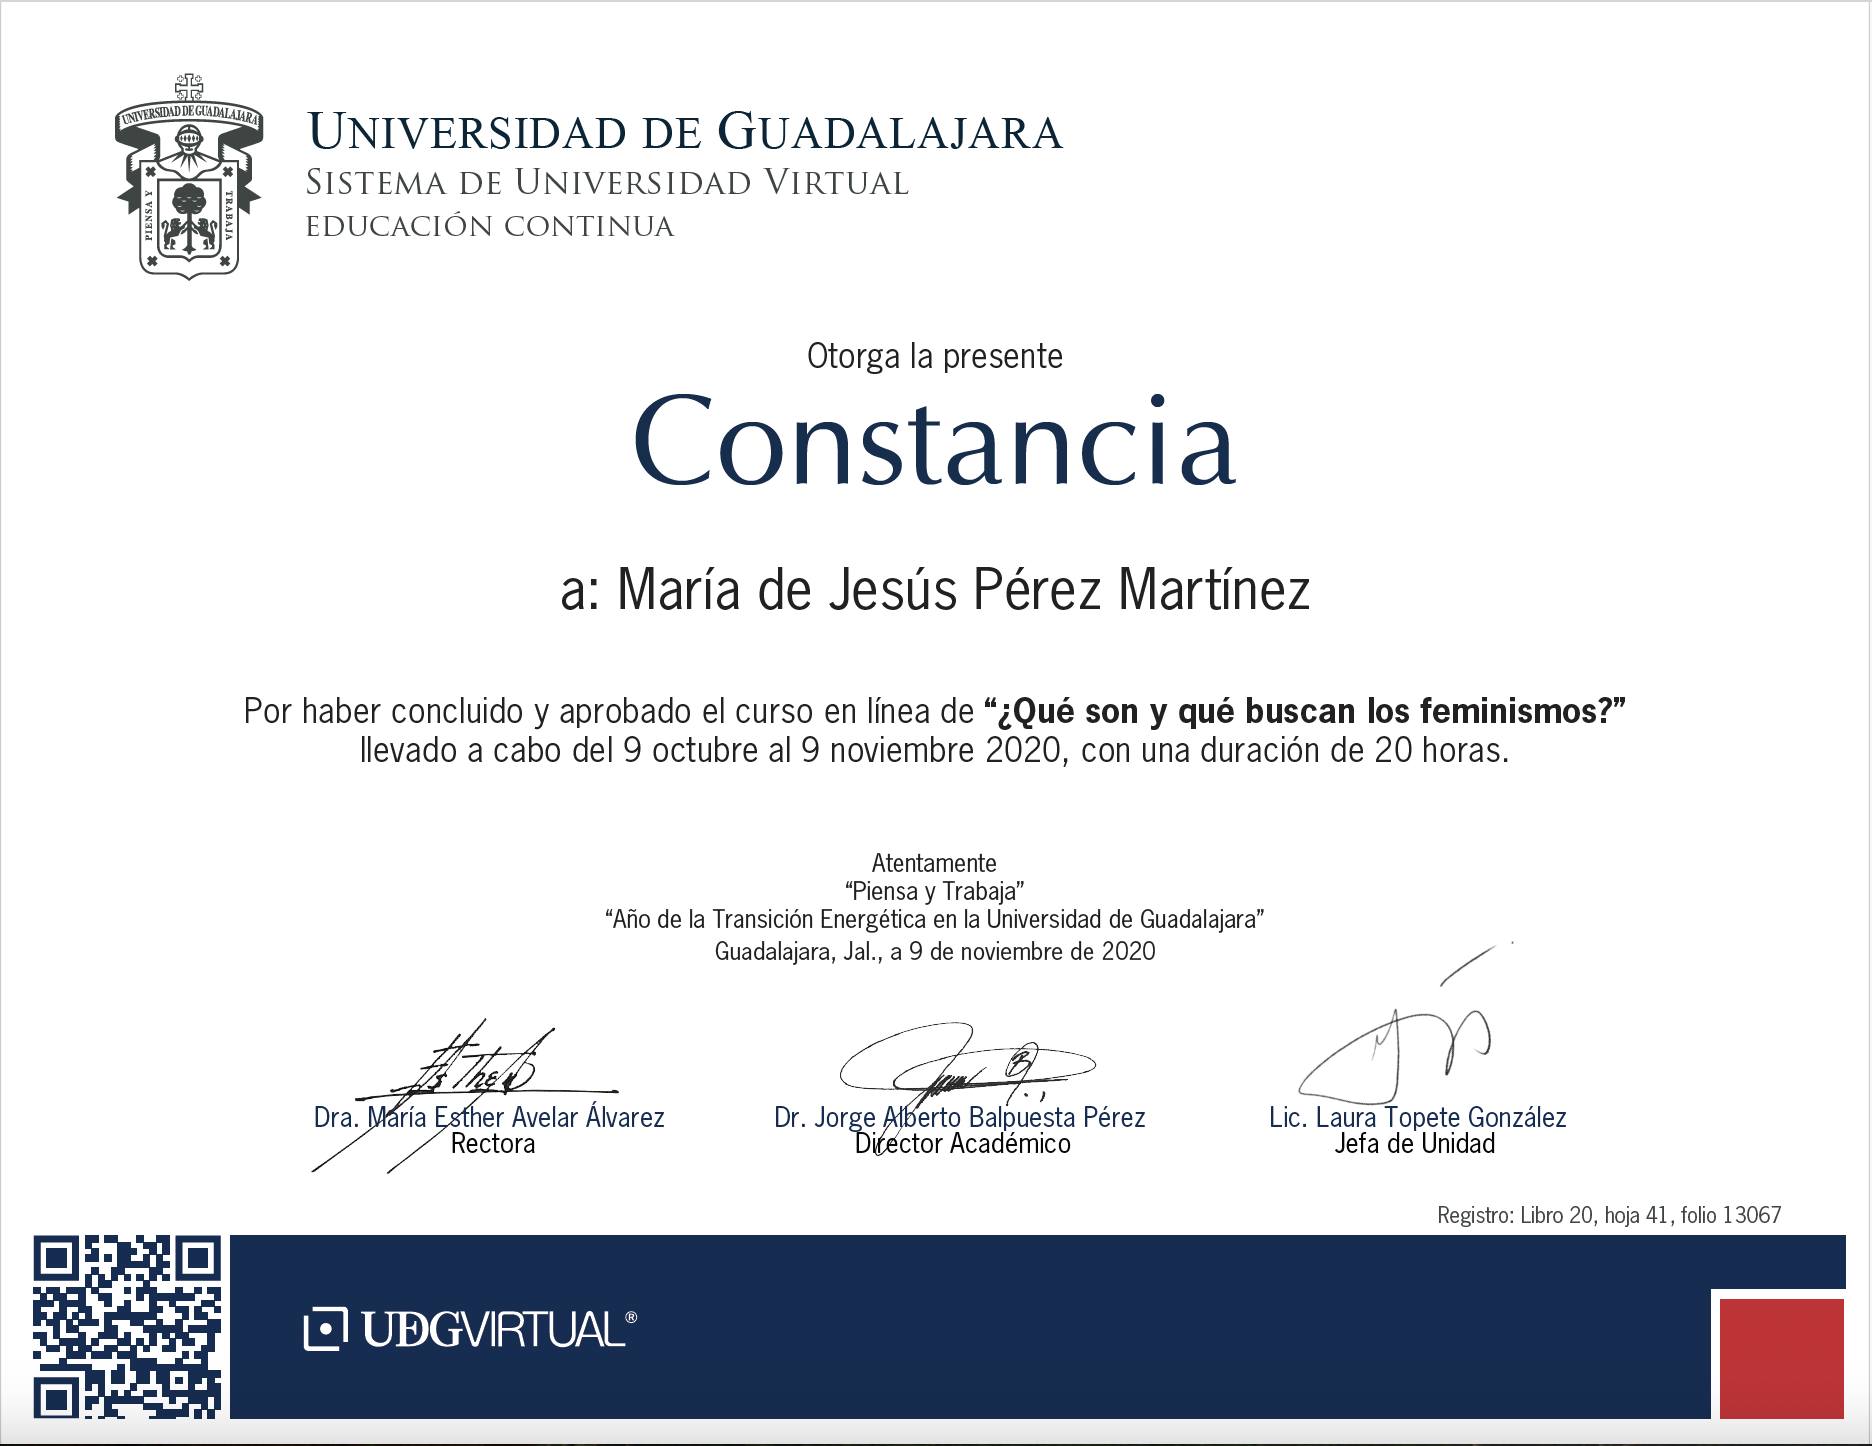 UNIVERSIDAD DE GUADALAJARA
PIENSA Y
TRABAJA
UNIVERSIDAD DE GUADALAJARA
SISTEMA DE UNIVERSIDAD VIRTUAL
EDUCACIÓN CONTINUA
Otorga la presente
Constancia
a: María de Jesús Pérez Martínez
Por haber concluido y aprobado el curso en línea de “¿Qué son y qué buscan los feminismos?”
llevado a cabo del 9 octubre al 9 noviembre 2020, con una duración de 20 horas.
Atentamente
“Piensa y Trabaja”
“Año de la Transición Energética en la Universidad de Guadalajara”
Guadalajara, Jal., a 9 de noviembre de 2020
Dra. María Esther Avelar Álvarez
Rectora
Dr. Jorge Alberto Balpuesta Pérez
Director Académico
Lic. Laura Topete González
Jefa de Unidad
Registro: Libro 20, hoja 41, folio 13067
UDGVIRTUAL®